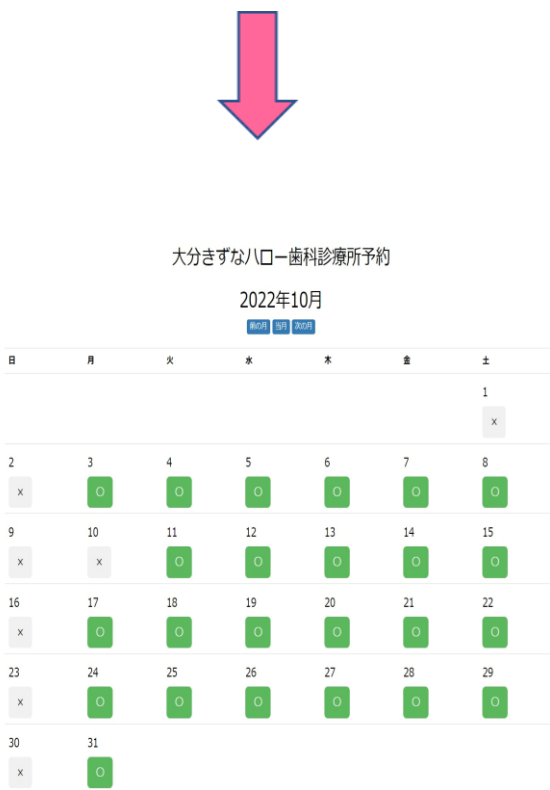 大分きずなハロー歯科診療所予約
2022年10月
前の月 当月 次の月
日 月 火 水 木 金 土
1
x
2 3 4 5 6 7 8
x O O O O O O
9 10 11 12 13 14 15
x x O O O O O
16 17 18 19 20 21 22
x O O O O O O
23 24 25 26 27 28 29
x O O O O O O
30 31
x O